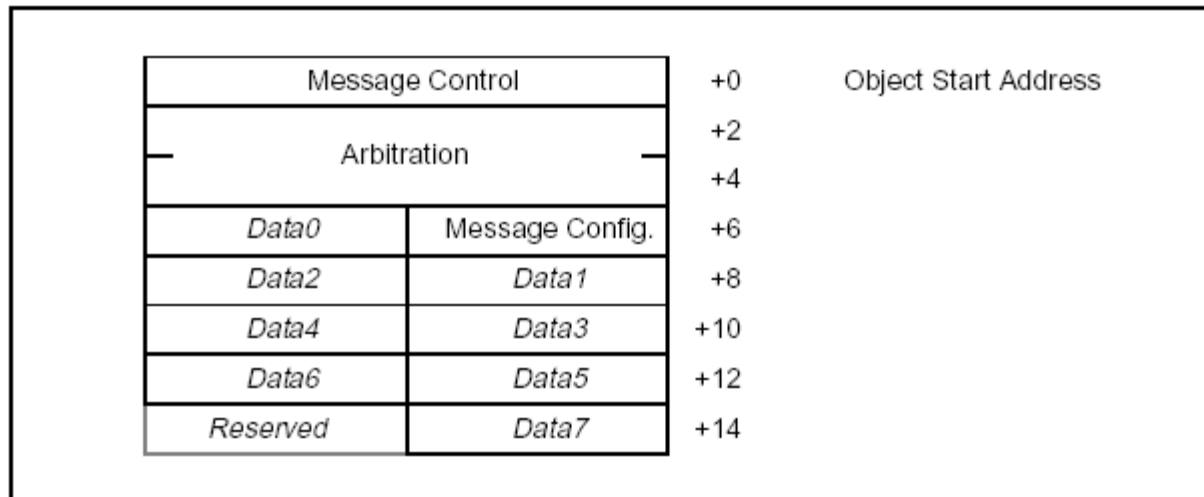 Message Control +0 Object Start Address
+2
Arbitration
+4
Data0 Message Config. +6
Data2 Data1 +8
Data4 Data3 +10
Data6 Data5 +12
Reserved Data7 +14